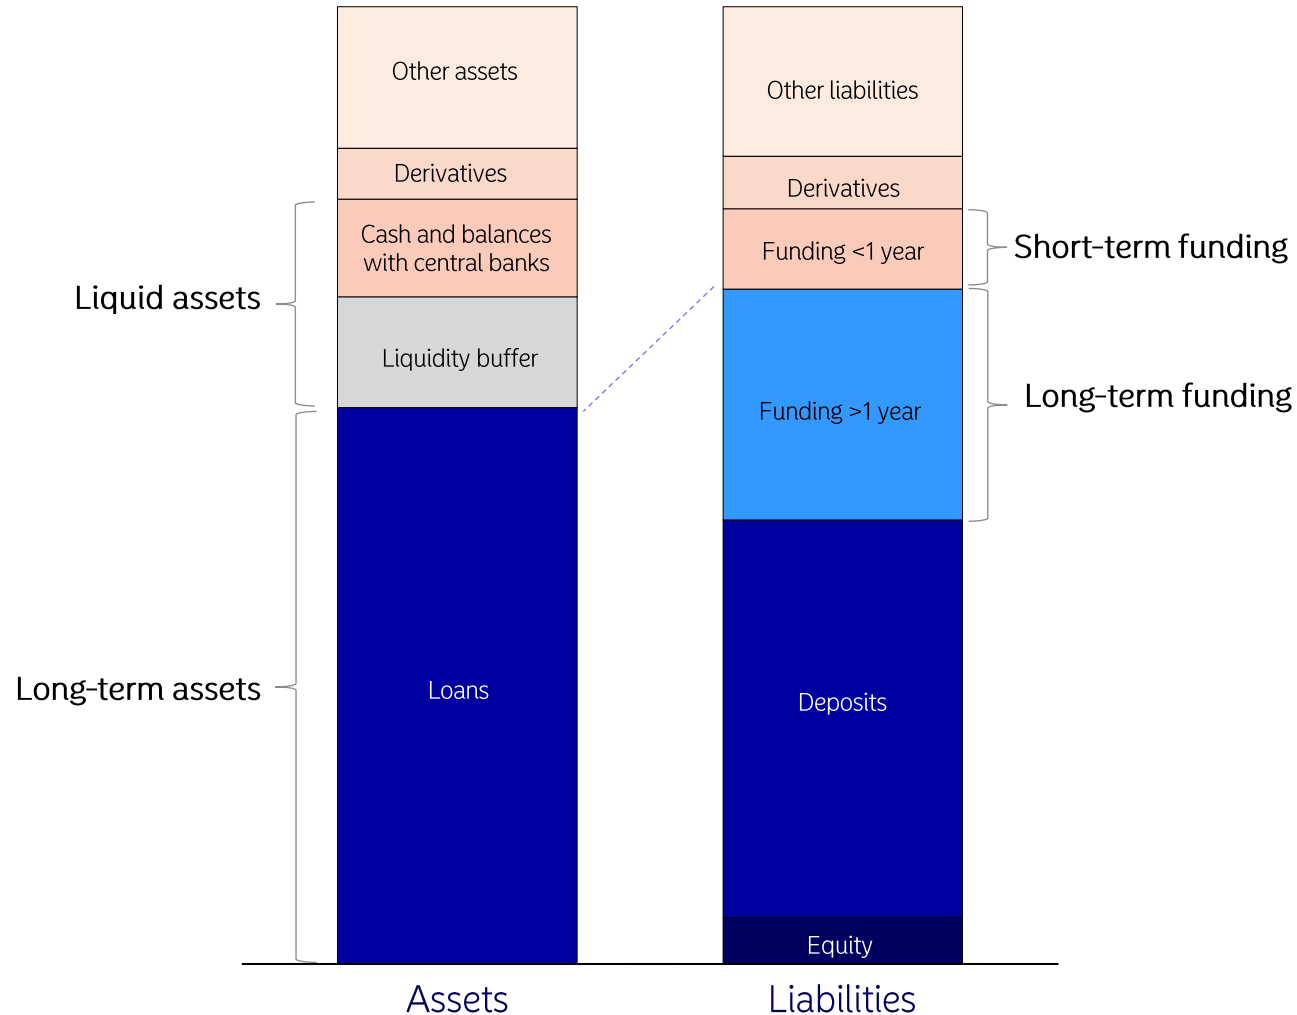 Other assets
Derivatives
Cash and balances
with central banks
Liquidity buffer
Loans
Liquid assets
Long-term assets
Other liabilities
Derivatives
Funding <1 year
Funding >1 year
Deposits
Equity
Short-term funding
Long-term funding
Assets
Liabilities